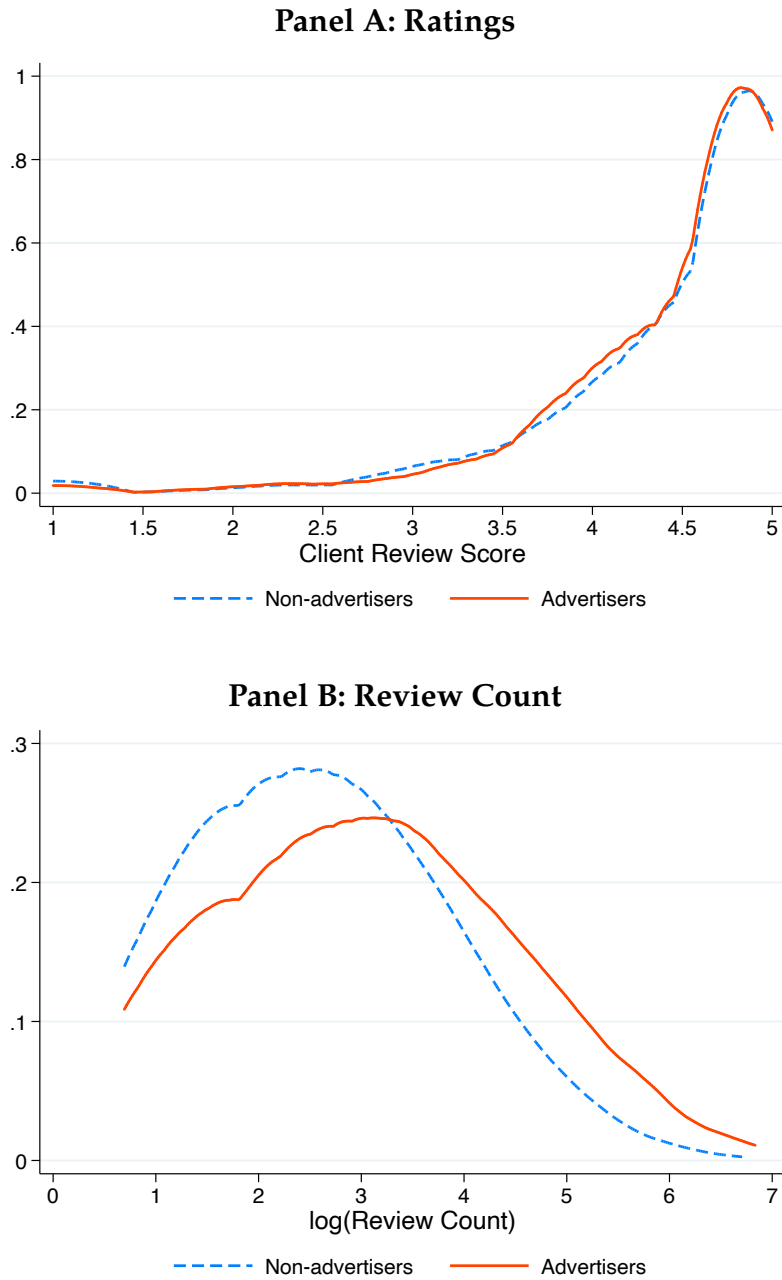 Panel A: Ratings
1
.8
.6
.4
.2
0
1 1.5 2 2.5 3 3.5 4 4.5 5
Client Review Score
Non-advertisers Advertisers
Panel B: Review Count
.3
.2
.1
0
0 1 2 3 4 5 6 7
log(Review Count)
Non-advertisers Advertisers